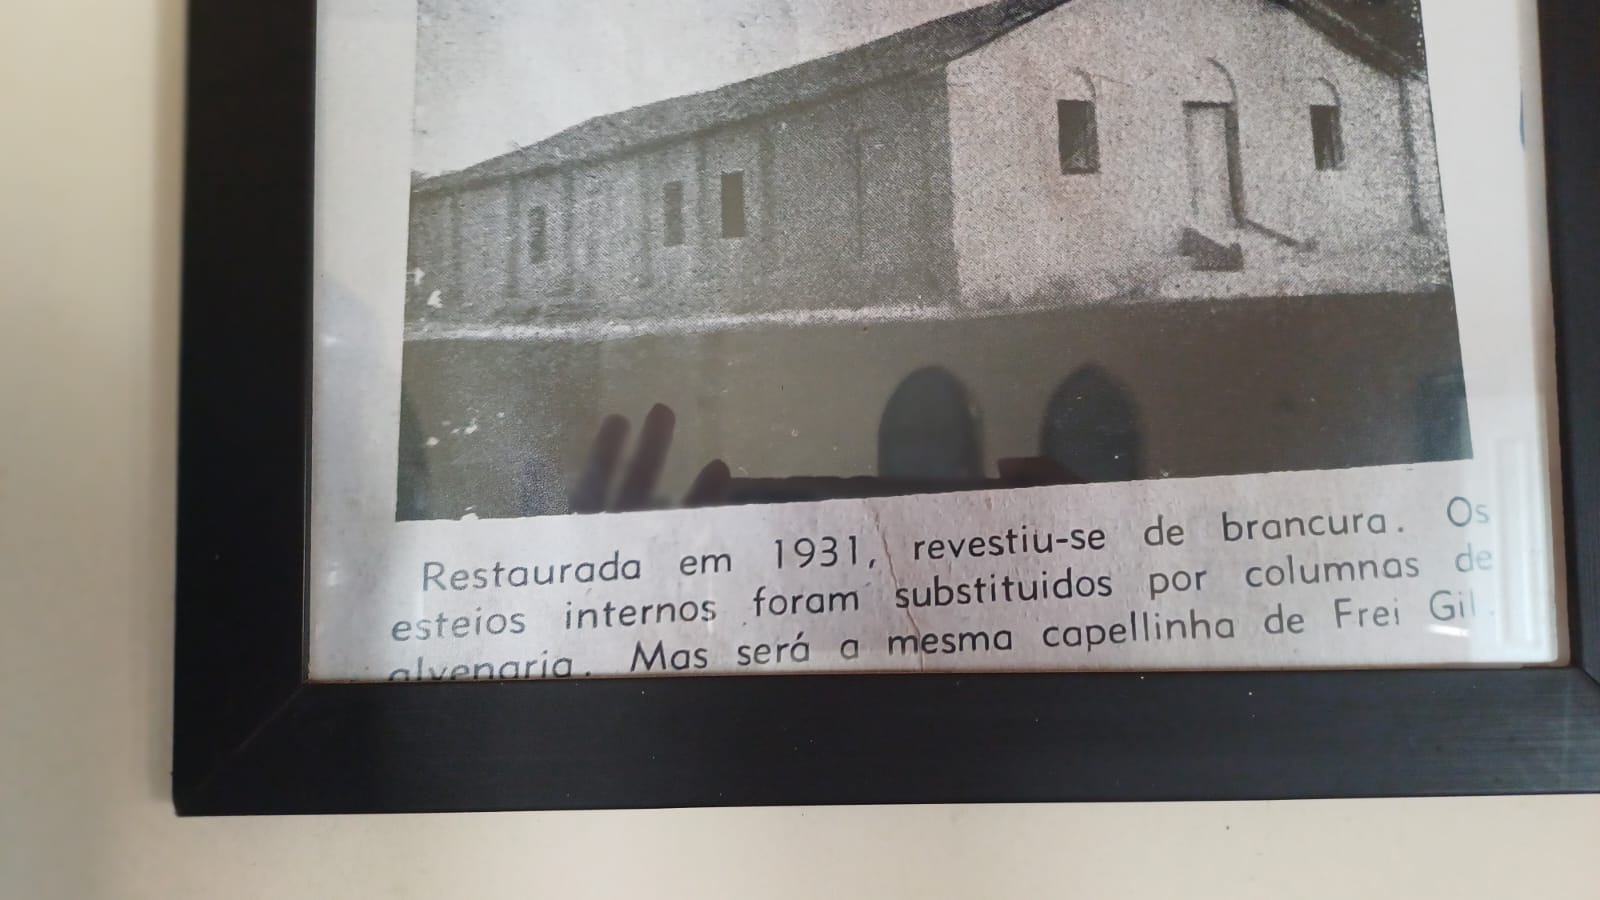 Restaurada em 1931, revestiu-se de brancura. Os
esteios internos foram substituidos por columnas de
alvenaria. Mas será a mesma capellinha de Frei Gil.